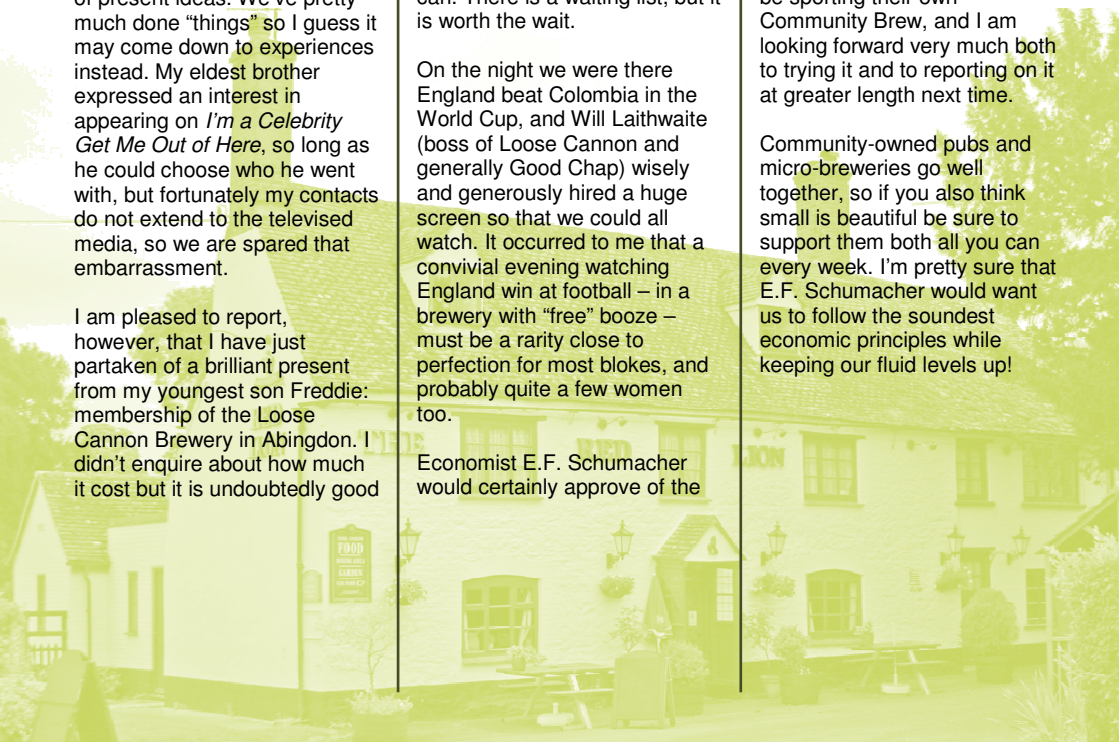 of present ideas. We've pretty
much done “things” so I guess it
may come down to experiences
instead. My eldest brother
expressed an interest in
appearing on I'm a Celebrity
Get Me Out of Here, so long as
he could choose who he went
with, but fortunately my contacts
do not extend to the televised
media, so we are spared that
embarrassment.
I am pleased to report,
however, that I have just
partaken of a brilliant present
from my youngest son Freddie:
membership of the Loose
Cannon Brewery in Abingdon. I
didn't enquire about how much
it cost but it is undoubtedly good
can. There is a waiting list, but it
is worth the wait.
On the night we were there
England beat Colombia in the
World Cup, and Will Laithwaite
(boss of Loose Cannon and
generally Good Chap) wisely
and generously hired a huge
screen so that we could all
watch. It occurred to me that a
convivial evening watching
England win at football – in a
brewery with “free” booze –
must be a rarity close to
perfection for most blokes, and
probably quite a few women
too.
Economist E.F. Schumacher
would certainly approve of the
be sporting their own
Community Brew, and I am
looking forward very much both
to trying it and to reporting on it
at greater length next time.
Community-owned pubs and
micro-breweries go well
together, so if you also think
small is beautiful be sure to
support them both all you can
every week. I'm pretty sure that
E.F. Schumacher would want
us to follow the soundest
economic principles while
keeping our fluid levels up!
THE RED LION
FOOD
GARDEN